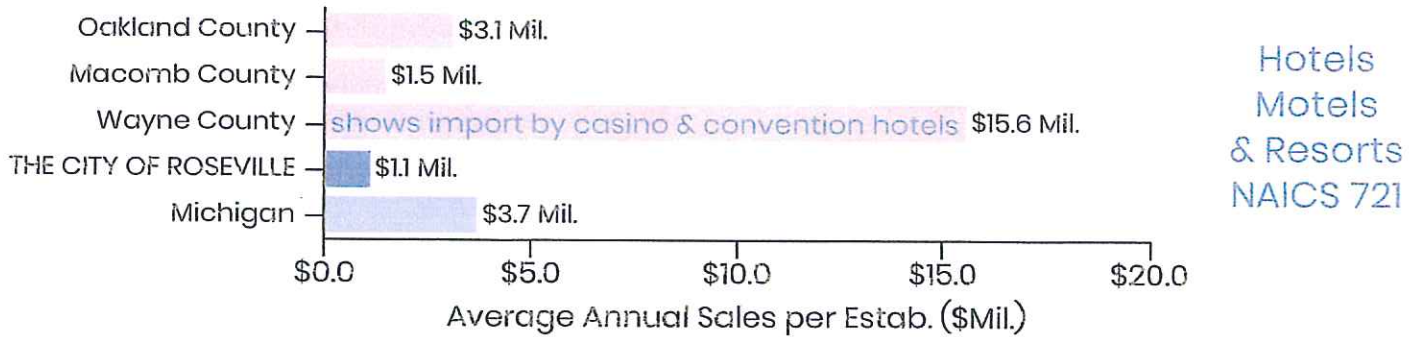 Oakland County
$3.1 Mil.
Macomb County
$1.5 Mil.
Wayne County
shows import by casino & convention hotels
$15.6 Mil.
THE CITY OF ROSEVILLE
$1.1 Mil.
Michigan
$3.7 Mil.
$0.0
$5.0
$10.0
$15.0
$20.0
Average Annual Sales per Estab. ($Mil.)
Hotels
Motels
& Resorts
NAICS 721